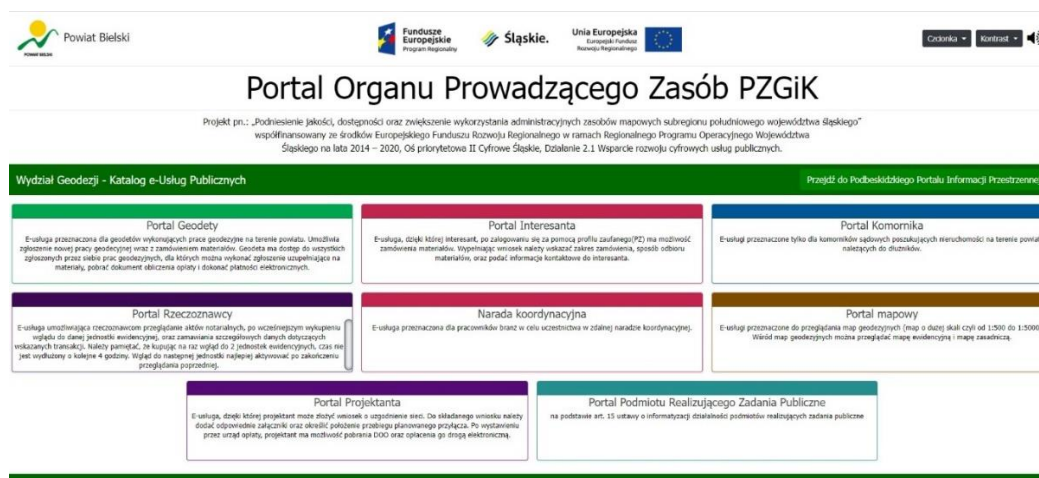 POWIAT BIELSKI
Powiat Bielski
Fundusze
Europejskie
Program Regionalny
Śląskie.
Unia Europejska
Europejski Fundusz
Rozwoju Regionalnego
Czcionka
Kontrast
Portal Organu Prowadzącego Zasób PZGiK
Projekt pn.: „Podniesienie jakości, dostępności oraz zwiększenie wykorzystania administracyjnych zasobów mapowych subregionu południowego województwa śląskiego”
współfinansowany ze środków Europejskiego Funduszu Rozwoju Regionalnego w ramach Regionalnego Programu Operacyjnego Województwa
Śląskiego na lata 2014 – 2020, Oś priorytetowa II Cyfrowe Śląskie, Działanie 2.1 Wsparcie rozwoju cyfrowych usług publicznych.
Wydział Geodezji - Katalog e-Usług Publicznych
Przejdź do Podbeskidzkiego Portalu Informacji Przestrzenne
Portal Geodety
E-usługa przeznaczona dla geodetów wykonujących prace geodezyjne na terenie powiatu. Umożliwia
zgłoszenie nowej pracy geodezyjnej wraz z zamówieniem materiałów. Geodeta ma dostęp do wszystkich
zgłoszonych przez siebie prac geodezyjnych, dla których można wykonać zgłoszenie uzupełniające na
materiały, pobrać dokument obliczenia opłaty i dokonać płatności elektronicznych.
Portal Interesanta
E-usługa, dzięki której interesant, po zalogowaniu się za pomocą profilu zaufanego(PZ) ma możliwość
zamówienia materiałów. Wypełniając wniosek należy wskazać zakres zamówienia, sposób odbioru
materiałów, oraz podać informacje kontaktowe do interesanta.
Portal Komornika
E-usługi przeznaczone tylko dla komorników sądowych poszukujących nieruchomości na terenie powiat
należących do dłużników.
Portal Rzeczoznawcy
E-usługa umożliwiająca rzeczoznawcom przeglądanie aktów notarialnych, po wcześniejszym wykupieniu
wglądu do danej jednostki ewidencyjnej, oraz zamawiania szczegółowych danych dotyczących
wskazanych transakcji. Należy pamiętać, że kupując na raz wgląd do 2 jednostek ewidencyjnych, czas nie
jest wydłużony o kolejne 4 godziny. Wgląd do następnej jednostki najlepiej aktywować po zakończeniu
przeglądania poprzedniej.
Narada koordynacyjna
E-usługa przeznaczona dla pracowników branż w celu uczestnictwa w zdalnej naradzie koordynacyjnej.
Portal mapowy
E-usługi przeznaczone do przeglądania map geodezyjnych (map o dużej skali czyli od 1:500 do 1:5000
Wśród map geodezyjnych można przeglądać mapę ewidencyjną i mapę zasadniczą.
Portal Projektanta
E-usługa, dzięki której projektant może złożyć wniosek o uzgodnienie sieci. Do składanego wniosku należy
dodać odpowiednie załączniki oraz określić położenie przebiegu planowanego przyłącza. Po wystawieniu
przez urząd opłaty, projektant ma możliwość pobrania DOO oraz opłacenia go drogą elektroniczną.
Portal Podmiotu Realizującego Zadania Publiczne
na podstawie art. 15 ustawy o informatyzacji działalności podmiotów realizujących zadania publiczne